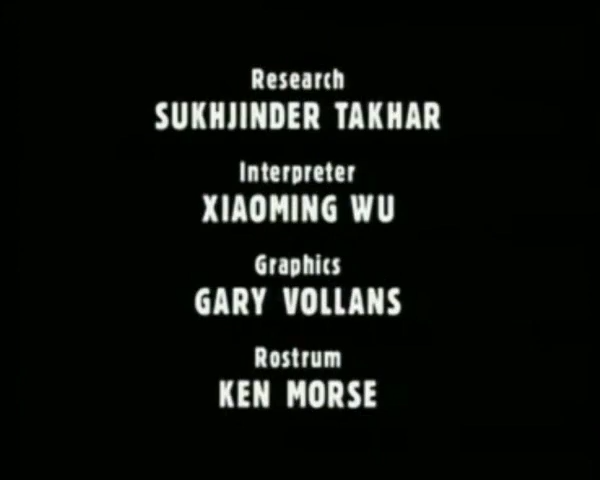 Research
SUKHJINDER TAKHAR
Interpreter
XIAOMING WU
Graphics
GARY VOLLANS
Rostrum
KEN MORSE